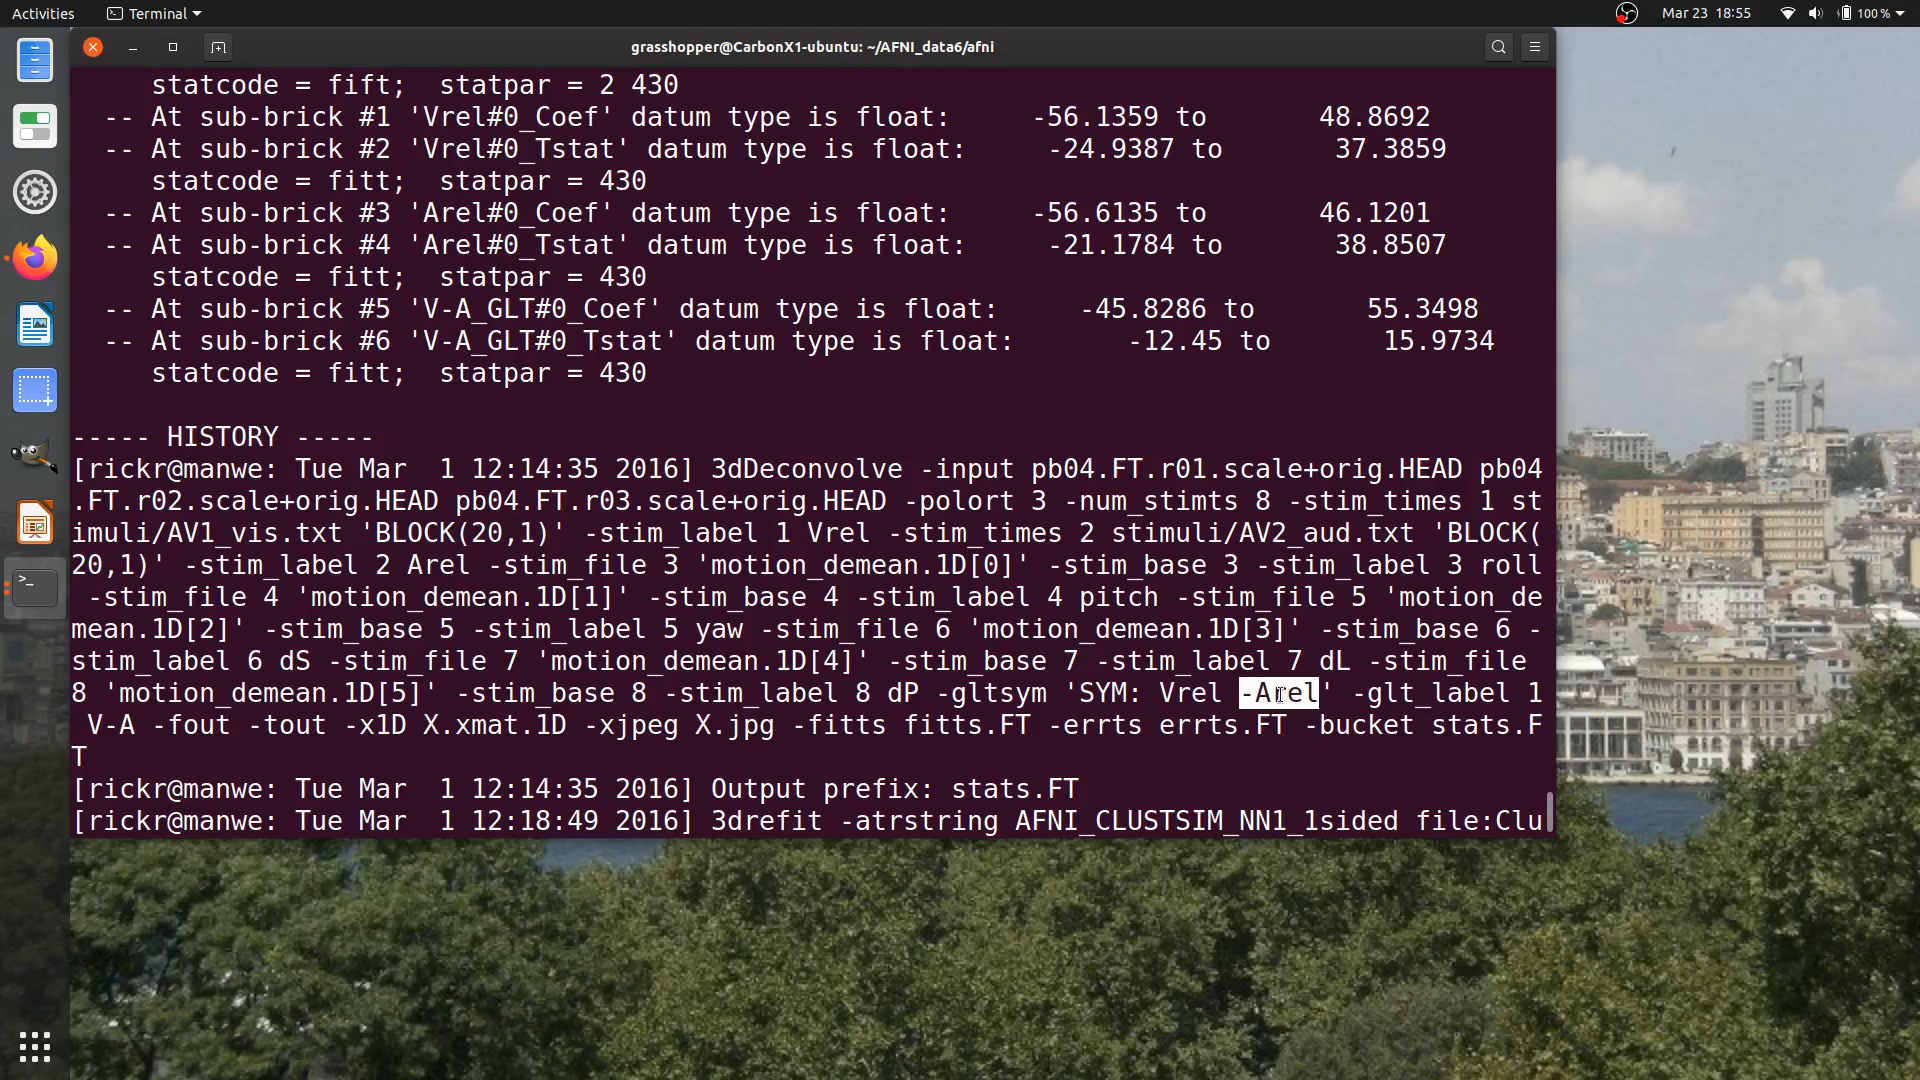 Activities Terminal Mar 23 18:55 100 %
grasshopper@CarbonX1-ubuntu: ~/AFNI_data6/afni
statcode = fift; statpar = 2 430
-- At sub-brick #1 'Vrel#0_Coef' datum type is float: -56.1359 to 48.8692
-- At sub-brick #2 'Vrel#0_Tstat' datum type is float: -24.9387 to 37.3859
statcode = fitt; statpar = 430
-- At sub-brick #3 'Arel#0_Coef' datum type is float: -56.6135 to 46.1201
-- At sub-brick #4 'Arel#0_Tstat' datum type is float: -21.1784 to 38.8507
statcode = fitt; statpar = 430
-- At sub-brick #5 'V-A_GLT#0_Coef' datum type is float: -45.8286 to 55.3498
-- At sub-brick #6 'V-A_GLT#0_Tstat' datum type is float: -12.45 to 15.9734
statcode = fitt; statpar = 430
----- HISTORY -----
[rickr@manwe: Tue Mar 1 12:14:35 2016] 3dDeconvolve -input pb04.FT.r01.scale+orig.HEAD pb04
.FT.r02.scale+orig.HEAD pb04.FT.r03.scale+orig.HEAD -polort 3 -num_stimts 8 -stim_times 1 st
imuli/AV1_vis.txt 'BLOCK(20,1)' -stim_label 1 Vrel -stim_times 2 stimuli/AV2_aud.txt 'BLOCK(
20,1)' -stim_label 2 Arel -stim_file 3 'motion_demean.1D[0]' -stim_base 3 -stim_label 3 roll
-stim_file 4 'motion_demean.1D[1]' -stim_base 4 -stim_label 4 pitch -stim_file 5 'motion_de
mean.1D[2]' -stim_base 5 -stim_label 5 yaw -stim_file 6 'motion_demean.1D[3]' -stim_base 6 -
stim_label 6 dS -stim_file 7 'motion_demean.1D[4]' -stim_base 7 -stim_label 7 dL -stim_file
8 'motion_demean.1D[5]' -stim_base 8 -stim_label 8 dP -gltsym 'SYM: Vrel -Arel' -glt_label 1
V-A -fout -tout -x1D X.xmat.1D -xjpeg X.jpg -fitts fitts.FT -errts errts.FT -bucket stats.F
T
[rickr@manwe: Tue Mar 1 12:14:35 2016] Output prefix: stats.FT
[rickr@manwe: Tue Mar 1 12:18:49 2016] 3drefit -atrstring AFNI_CLUSTSIM_NN1_1sided file:Clu